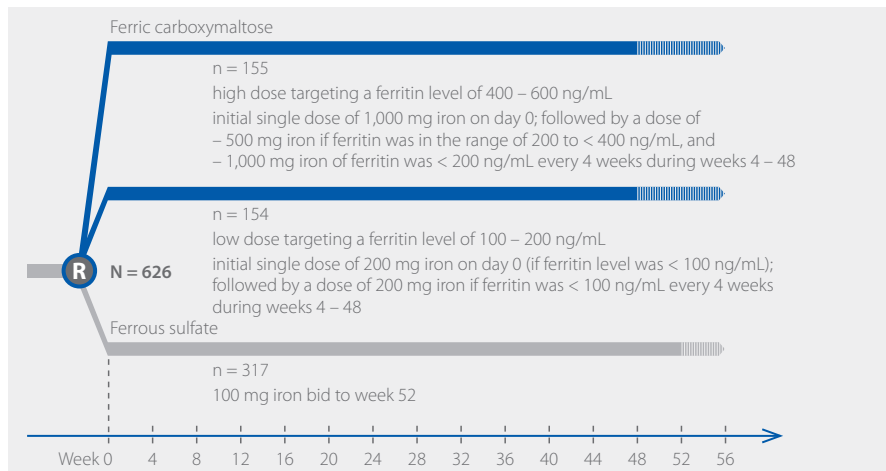 Ferric carboxymaltose
n = 155
high dose targeting a ferritin level of 400 – 600 ng/mL
initial single dose of 1,000 mg iron on day 0; followed by a dose of
– 500 mg iron if ferritin was in the range of 200 to < 400 ng/mL, and
– 1,000 mg iron of ferritin was < 200 ng/mL every 4 weeks during weeks 4 – 48
n = 154
low dose targeting a ferritin level of 100 – 200 ng/mL
R N = 626
initial single dose of 200 mg iron on day 0 (if ferritin level was < 100 ng/mL);
followed by a dose of 200 mg iron if ferritin was < 100 ng/mL every 4 weeks
during weeks 4 – 48
Ferrous sulfate
n = 317
100 mg iron bid to week 52
Week 0 4 8 12 16 20 24 28 32 36 40 44 48 52 56